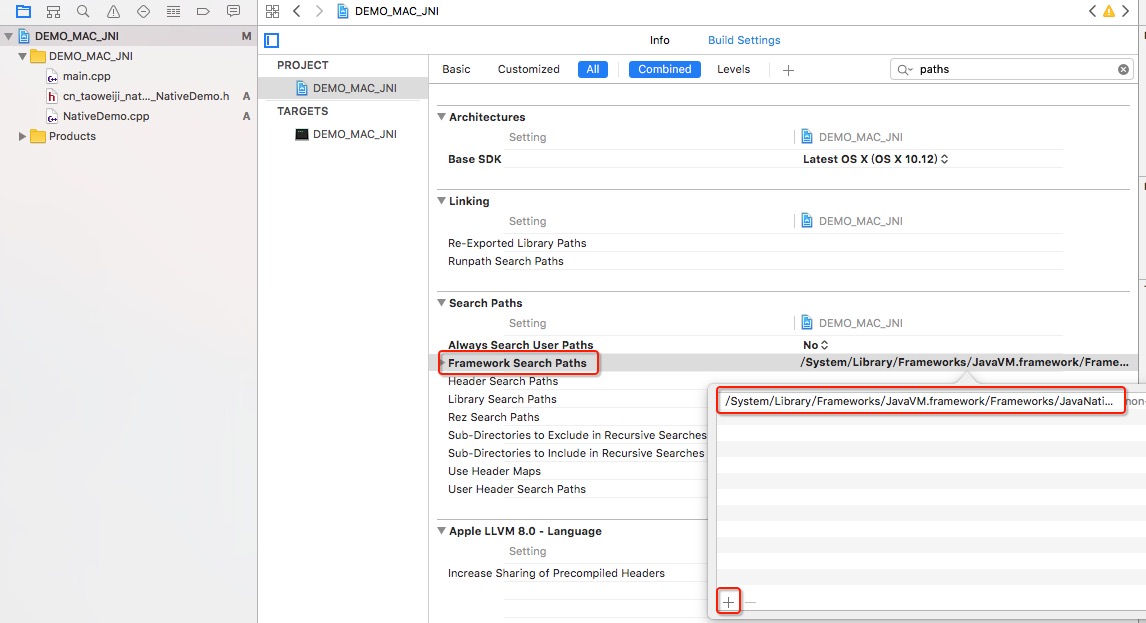 DEMO_MAC_JNI
DEMO_MAC_JNI M
DEMO_MAC_JNI
main.cpp
cn_taoweiji_nat..._NativeDemo.h A
NativeDemo.cpp A
Products
Info Build Settings
PROJECT
DEMO_MAC_JNI
TARGETS
DEMO_MAC_JNI
Basic Customized All Combined Levels + paths
Architectures
Setting DEMO_MAC_JNI
Base SDK Latest OS X (OS X 10.12)
Linking
Setting DEMO_MAC_JNI
Re-Exported Library Paths
Runpath Search Paths
Search Paths
Setting DEMO_MAC_JNI
Always Search User Paths No
Framework Search Paths /System/Library/Frameworks/JavaVM.framework/Frame...
Header Search Paths
Library Search Paths
Rez Search Paths
Sub-Directories to Exclude in Recursive Searches
Sub-Directories to Include in Recursive Searches
Use Header Maps
User Header Search Paths
/System/Library/Frameworks/JavaVM.framework/Frameworks/JavaNati... non
Apple LLVM 8.0 - Language
Setting
Increase Sharing of Precompiled Headers
+ —